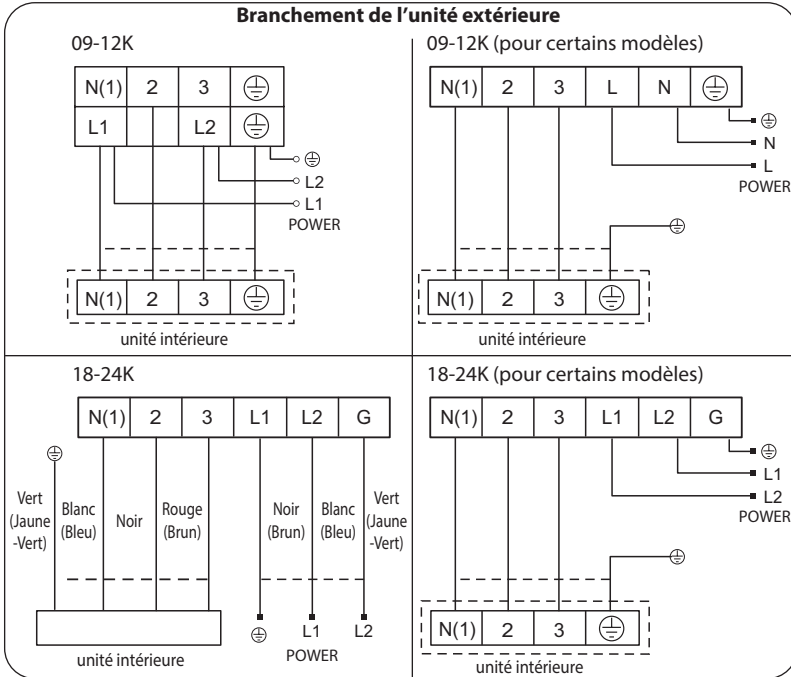 Branchement de l’unité extérieure
09-12K
N(1) 2 3
L1 L2
L2
L1
POWER
N(1) 2 3
unité intérieure
09-12K (pour certains modèles)
N(1) 2 3 L N
N
L
POWER
N(1) 2 3
unité intérieure
18-24K
N(1) 2 3 L1 L2 G
Vert
(Jaune
-Vert)
Blanc
(Bleu)
Noir
Rouge
(Brun)
Noir
(Brun)
Blanc
(Bleu)
Vert
(Jaune
-Vert)
L1 L2
POWER
unité intérieure
18-24K (pour certains modèles)
N(1) 2 3 L1 L2 G
L1
L2
POWER
N(1) 2 3
unité intérieure